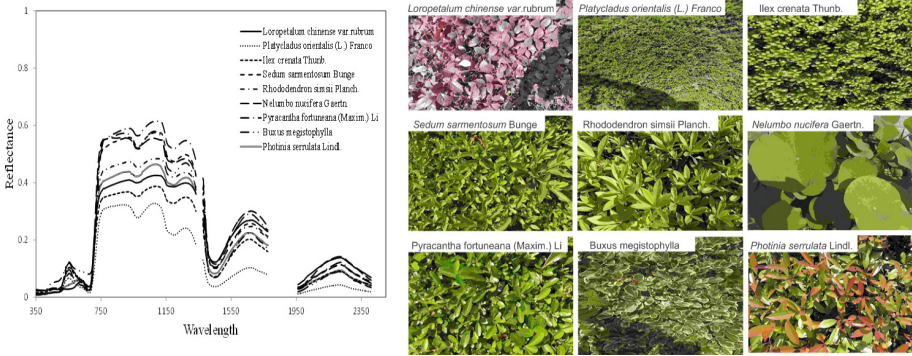 1
0.8
0.6
0.4
0.2
0
Reflectance
350 750 1150 1550 1950 2350
Wavelength
Loropetalum chinense var.rubrum
Platycladus orientalis (L.) Franco
Ilex crenata Thunb.
Sedum sarmentosum Bunge
Rhododendron simsii Planch.
Nelumbo nucifera Gaertn.
Pyracantha fortuneana (Maxim.) Li
Buxus megistophylla
Photinia serrulata Lindl.
Loropetalum chinense var.rubrum
Platycladus orientalis (L.) Franco
Ilex crenata Thunb.
Sedum sarmentosum Bunge
Rhododendron simsii Planch.
Nelumbo nucifera Gaertn.
Pyracantha fortuneana (Maxim.) Li
Buxus megistophylla
Photinia serrulata Lindl.